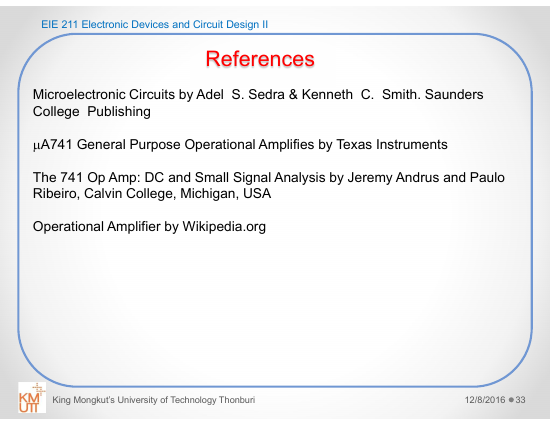 EIE 211 Electronic Devices and Circuit Design II
References
Microelectronic Circuits by Adel S. Sedra & Kenneth C. Smith. Saunders
College Publishing
μA741 General Purpose Operational Amplifies by Texas Instruments
The 741 Op Amp: DC and Small Signal Analysis by Jeremy Andrus and Paulo
Ribeiro, Calvin College, Michigan, USA
Operational Amplifier by Wikipedia.org
KM
UTT
King Mongkut's University of Technology Thonburi
12/8/2016 ●33